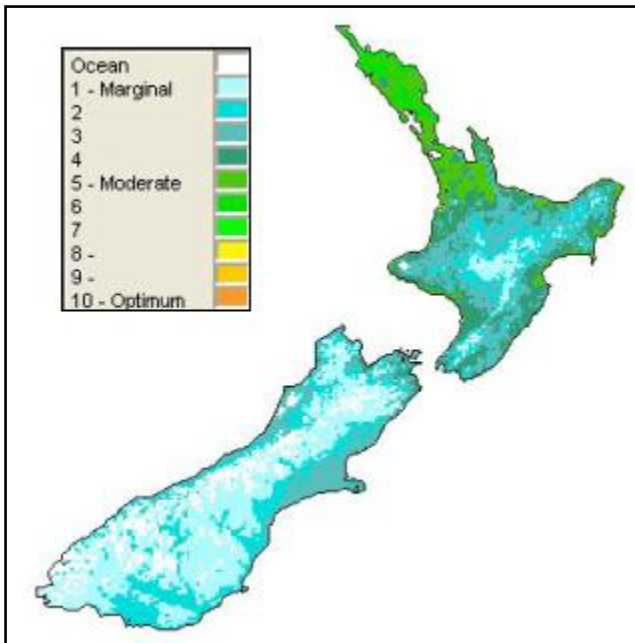 Ocean
1 - Marginal
2
3
4
5 - Moderate
6
7
8 -
9 -
10 - Optimum